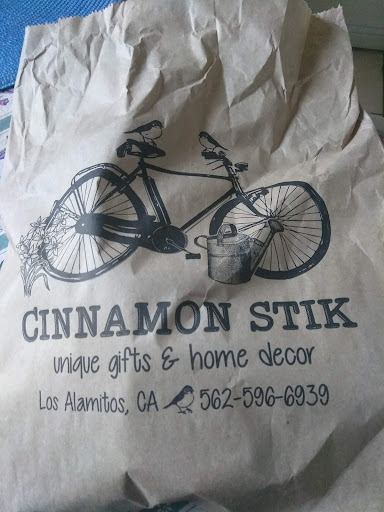 CINNAMON STIK
unique gifts & home decor
Los Alamitos, CA 562-596-6939